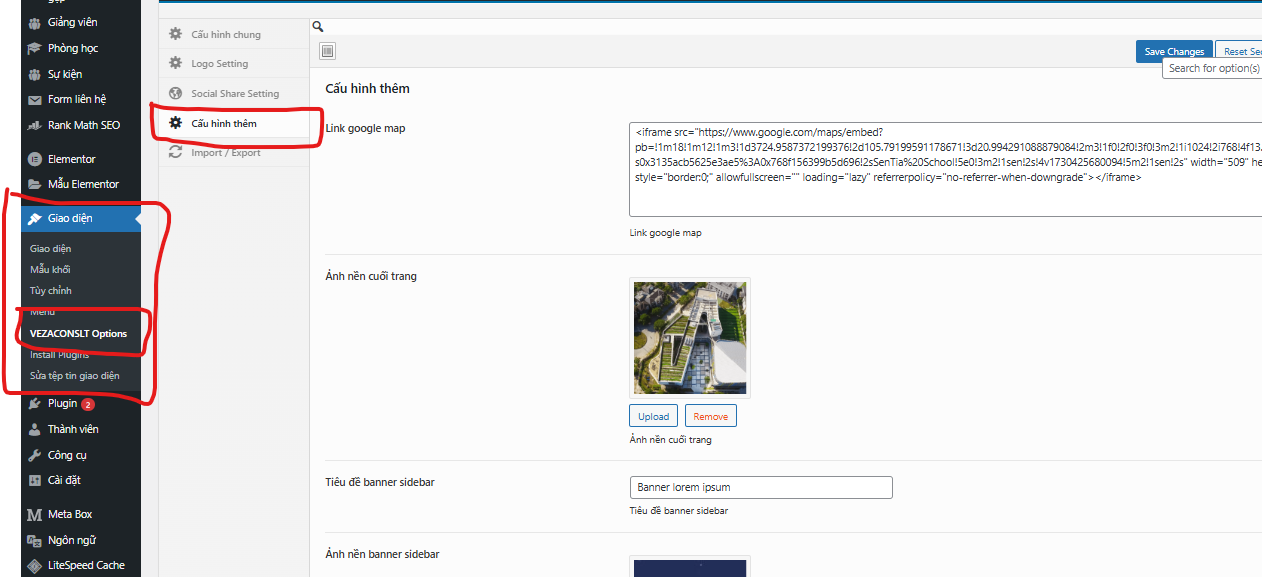 Giảng viên
Phòng học
Sự kiện
Form liên hệ
Rank Math SEO
Elementor
Mẫu Elementor
Giao diện
Giao diện
Mẫu khối
Tùy chỉnh
Menu
VEZACONSLT Options
Install Plugins
Sửa tệp tin giao diện
Plugin 2
Thành viên
Công cụ
Cài đặt
Meta Box
Ngôn ngữ
LiteSpeed Cache
Cấu hình chung
Logo Setting
Social Share Setting
Cấu hình thêm
Import / Export
Save Changes
Reset Sec
Search for option(s)
Cấu hình thêm
Link google map
<iframe src="https://www.google.com/maps/embed?
pb=!1m18!1m12!1m3!1d3724.9587372199376!2d105.79199591178671!3d20.994291088879084!2m3!1f0!2f0!3f0!3m2!1i1024!2i768!4f13.
s0x3135acb5625e3ae5%3A0x768f156399b5d696!2sSenTia%20School!5e0!3m2!1sen!2s!4v1730425680094!5m2!1sen!2s" width="509" he
style="border:0;" allowfullscreen="" loading="lazy" referrerpolicy="no-referrer-when-downgrade"></iframe>
Link google map
Ảnh nền cuối trang
Upload
Remove
Ảnh nền cuối trang
Tiêu đề banner sidebar
Banner lorem ipsum
Tiêu đề banner sidebar
Ảnh nền banner sidebar